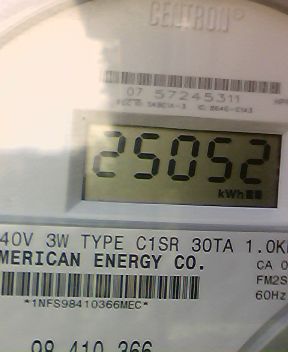 CENTRON®
07 57245311
25052
kWh
40V 3W TYPE C1SR 30TA 1.0K
MERICAN ENERGY CO.
CA 0
FM2S
60Hz
*1NFS98410366MEC*
98 410 366